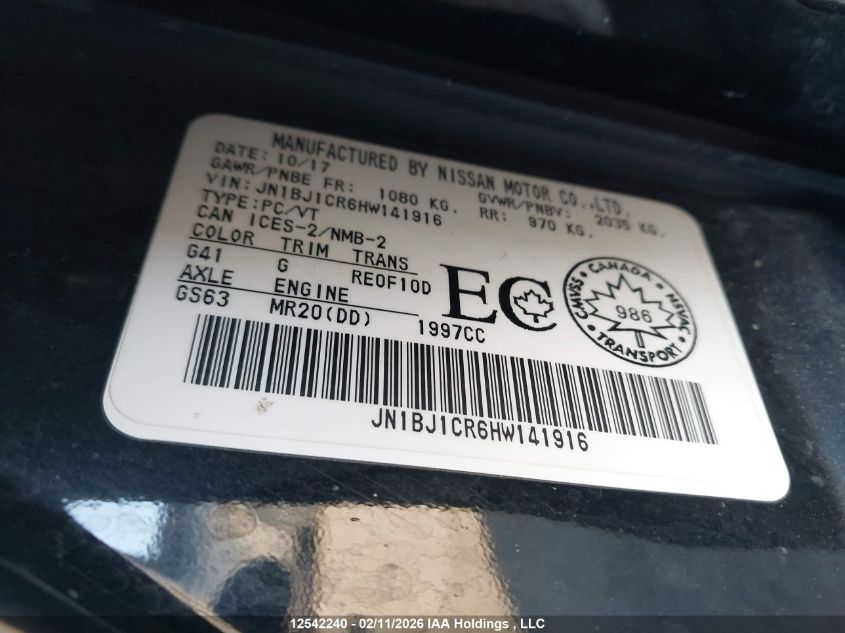 MANUFACTURED BY NISSAN MOTOR CO.,LTD.
DATE: 10/17 GVWR/PNBV: 2035 KG.
GAWR/PNBE FR: 1080 KG. RR: 970 KG.
VIN: JN1BJ1CR6HW141916
TYPE: PC/VT
CAN ICES-2/NMB-2
COLOR TRIM TRANS
G41 G RE0F10D
AXLE ENGINE
GS63 MR20(DD) 1997CC
EC
CANADA
CMVSS 986 NSVAC
TRANSPORT
JN1BJ1CR6HW141916
12542240 - 02/11/2026 IAA Holdings , LLC